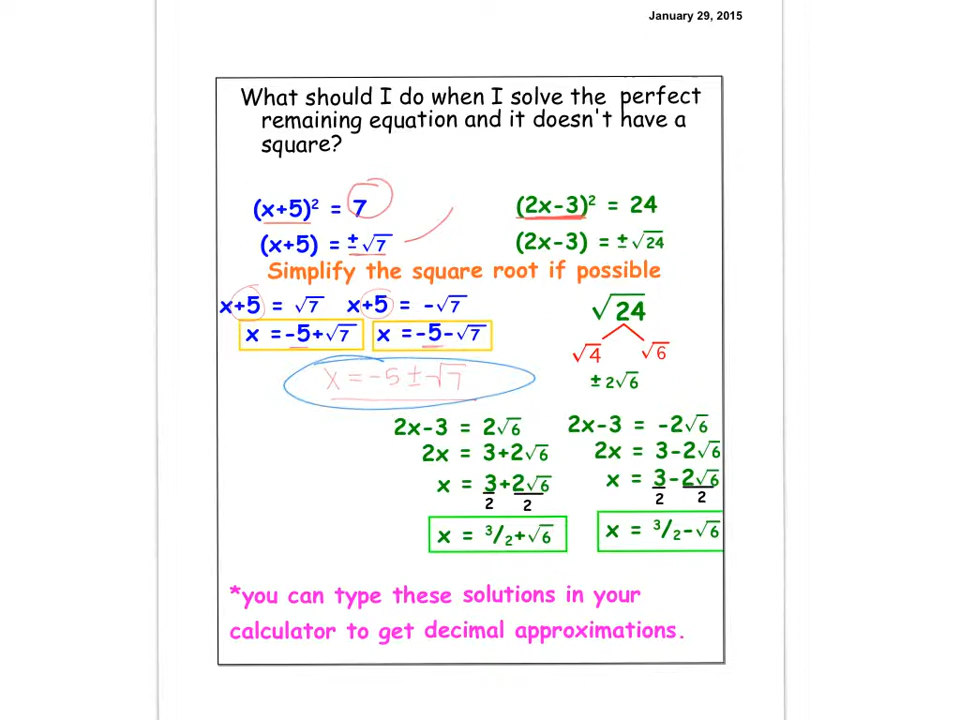 January 29, 2015
What should I do when I solve the perfect
remaining equation and it doesn't have a
square?
(x+5)² = 7
(2x-3)² = 24
(x+5) = ±√7
(2x-3) = ±√24
Simplify the square root if possible
x+5 = √7 x+5 = -√7
x = -5+√7 x = -5-√7
√24
√4 √6
± 2√6
x = -5 ± √7
2x-3 = 2√6 2x-3 = -2√6
2x = 3+2√6 2x = 3-2√6
x = 3/2+2√6/2 x = 3/2-2√6/2
x = ³/₂+√6 x = ³/₂-√6
*you can type these solutions in your
calculator to get decimal approximations.